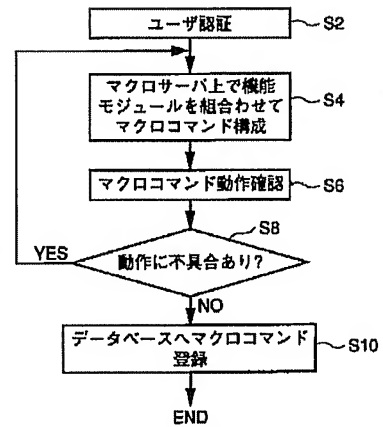 ユーザ認証
S2
マクロサーバ上で機能
モジュールを組合わせて
マクロコマンド構成
S4
マクロコマンド動作確認
S6
S8
動作に不具合あり?
YES
NO
データベースへマクロコマンド
登録
S10
END